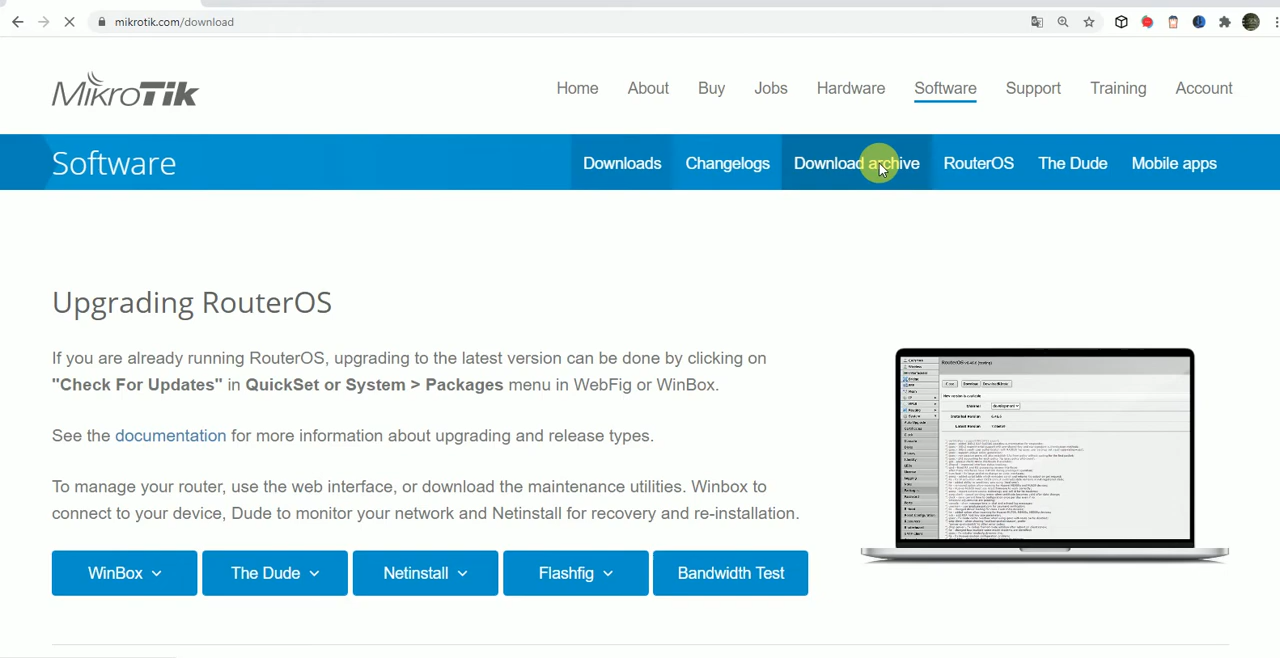 mikrotik.com/download
MikroTik
Home About Buy Jobs Hardware Software Support Training Account
Software
Downloads Changelogs Download archive RouterOS The Dude Mobile apps
Upgrading RouterOS
If you are already running RouterOS, upgrading to the latest version can be done by clicking on
"Check For Updates" in QuickSet or System > Packages menu in WebFig or WinBox.
See the documentation for more information about upgrading and release types.
To manage your router, use the web interface, or download the maintenance utilities. Winbox to
connect to your device, Dude to monitor your network and Netinstall for recovery and re-installation.
WinBox The Dude Netinstall Flashfig Bandwidth Test